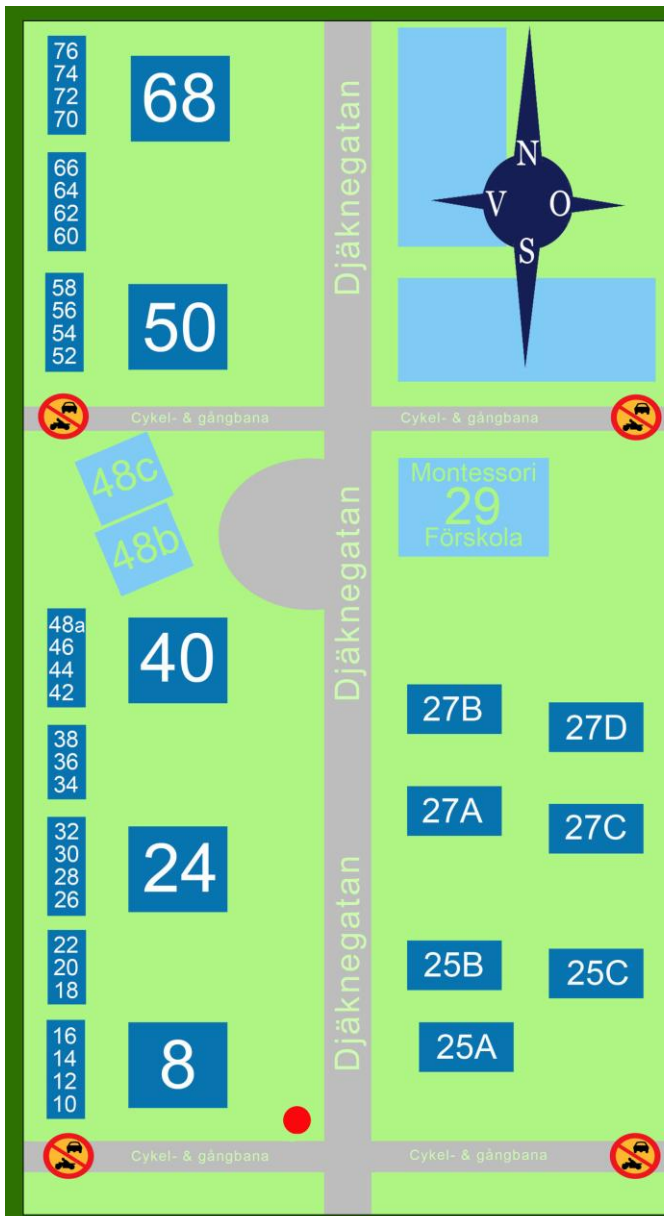 76
74
72
70
68
66
64
62
60
58
56
54
52
50
Djäknegatan
N
V O
S
Cykel- & gångbana
Cykel- & gångbana
48c
48b
Djäknegatan
Montessori
29
Förskola
48a
46
44
42
40
38
36
34
32
30
28
26
24
22
20
18
16
14
12
10
8
27B
27D
27A
27C
Djäknegatan
25B
25C
25A
Cykel- & gångbana
Cykel- & gångbana